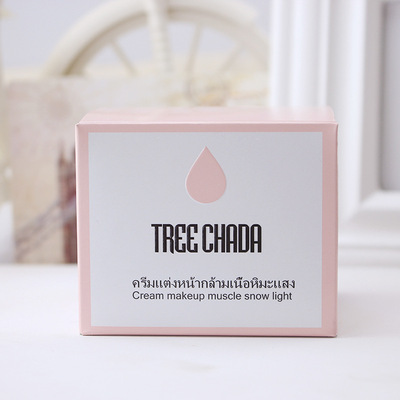 TREE CHADA
ครีมแต่งหน้ากล้ามเนื้อหิมะแสง
Cream makeup muscle snow light